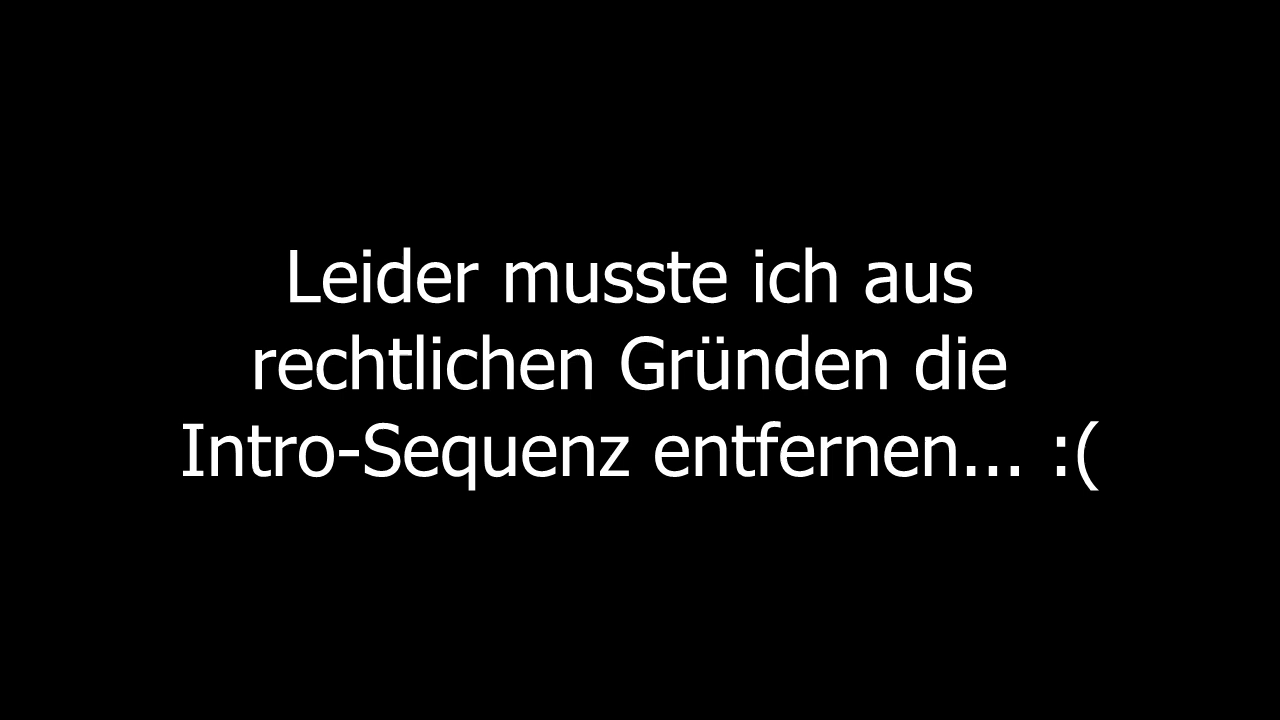 Leider musste ich aus
rechtlichen Gründen die
Intro-Sequenz entfernen... :(